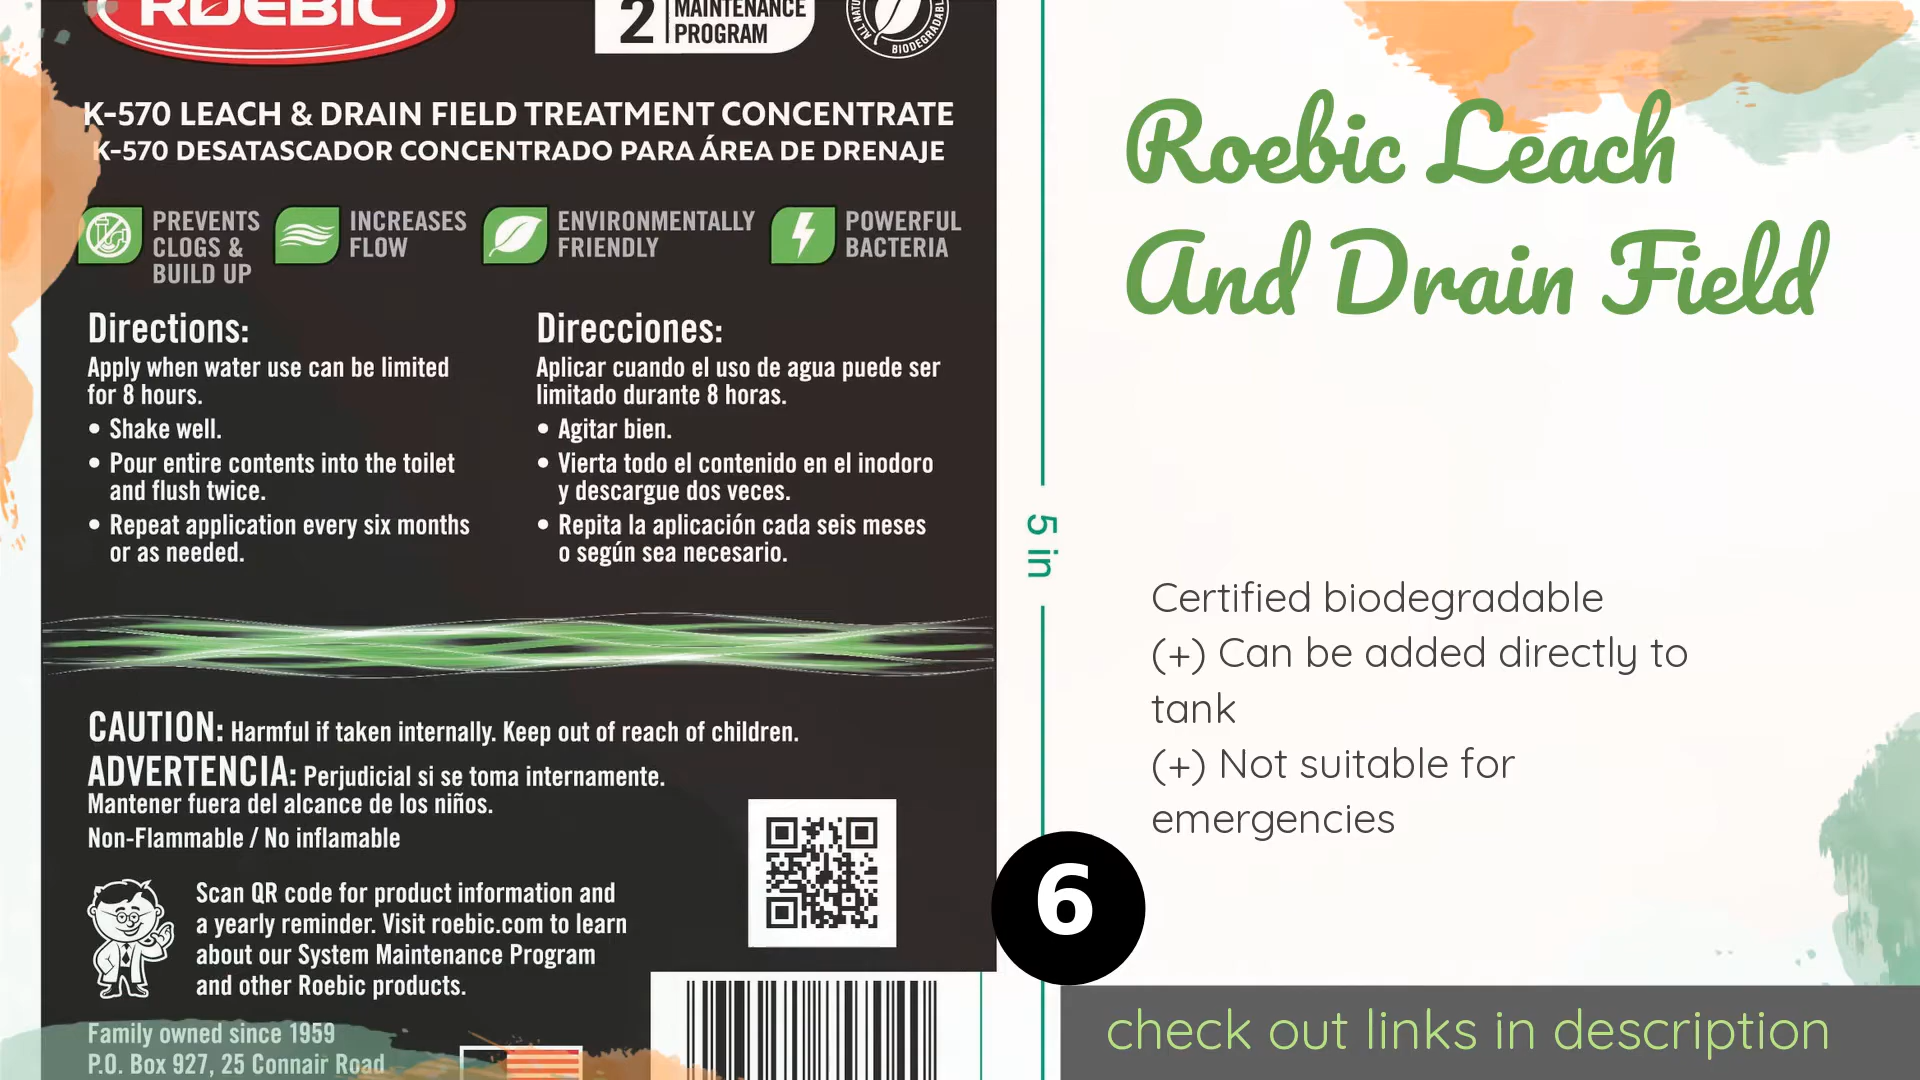 ROEBIC
2
MAINTENANCE
PROGRAM
ALL NATU
BIODEGRADABL
K-570 LEACH & DRAIN FIELD TREATMENT CONCENTRATE
K-570 DESATASCADOR CONCENTRADO PARA ÁREA DE DRENAJE
PREVENTS
CLOGS &
BUILD UP
INCREASES
FLOW
ENVIRONMENTALLY
FRIENDLY
POWERFUL
BACTERIA
Directions:
Apply when water use can be limited
for 8 hours.
• Shake well.
• Pour entire contents into the toilet
and flush twice.
• Repeat application every six months
or as needed.
Direcciones:
Aplicar cuando el uso de agua puede ser
limitado durante 8 horas.
• Agitar bien.
• Vierta todo el contenido en el inodoro
y descargue dos veces.
• Repita la aplicación cada seis meses
o según sea necesario.
CAUTION: Harmful if taken internally. Keep out of reach of children.
ADVERTENCIA: Perjudicial si se toma internamente.
Mantener fuera del alcance de los niños.
Non-Flammable / No inflamable
Scan QR code for product information and
a yearly reminder. Visit roebic.com to learn
about our System Maintenance Program
and other Roebic products.
Family owned since 1959
P.O. Box 927, 25 Connair Road
5 in
Roebic Leach
And Drain Field
Certified biodegradable
(+) Can be added directly to
tank
(+) Not suitable for
emergencies
6
check out links in description